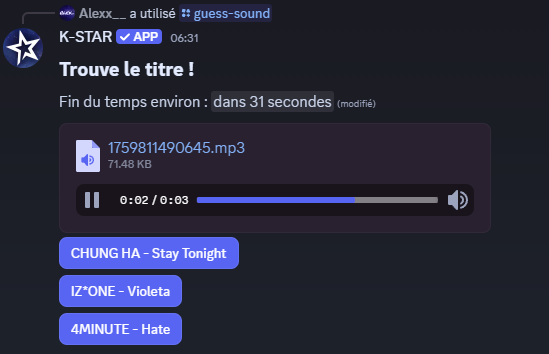 Alexx__ a utilisé guess-sound
K-STAR ✓ APP 06:31
Trouve le titre !
Fin du temps environ : dans 31 secondes (modifié)
1759811490645.mp3
71.48 KB
0:02 / 0:03
CHUNG HA - Stay Tonight
IZ*ONE - Violeta
4MINUTE - Hate